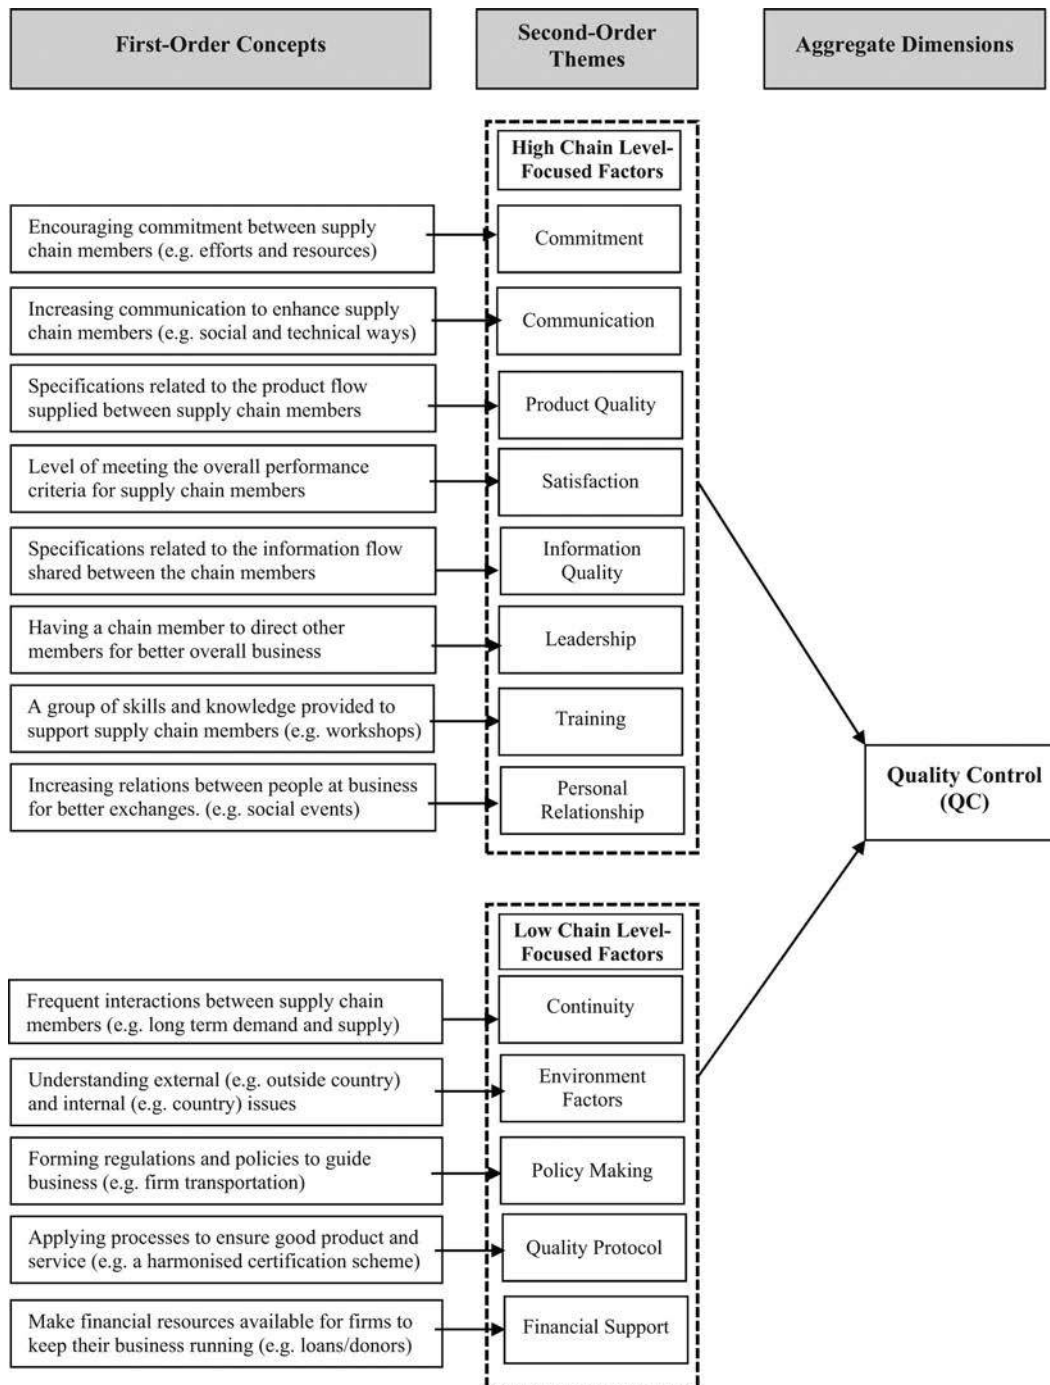 First-Order Concepts
Second-Order
Themes
Aggregate Dimensions
High Chain Level-
Focused Factors
Encouraging commitment between supply
chain members (e.g. efforts and resources)
Commitment
Increasing communication to enhance supply
chain members (e.g. social and technical ways)
Communication
Specifications related to the product flow
supplied between supply chain members
Product Quality
Level of meeting the overall performance
criteria for supply chain members
Satisfaction
Specifications related to the information flow
shared between the chain members
Information
Quality
Having a chain member to direct other
members for better overall business
Leadership
A group of skills and knowledge provided to
support supply chain members (e.g. workshops)
Training
Increasing relations between people at business
for better exchanges. (e.g. social events)
Personal
Relationship
Quality Control
(QC)
Low Chain Level-
Focused Factors
Frequent interactions between supply chain
members (e.g. long term demand and supply)
Continuity
Understanding external (e.g. outside country)
and internal (e.g. country) issues
Environment
Factors
Forming regulations and policies to guide
business (e.g. firm transportation)
Policy Making
Applying processes to ensure good product and
service (e.g. a harmonised certification scheme)
Quality Protocol
Make financial resources available for firms to
keep their business running (e.g. loans/donors)
Financial Support